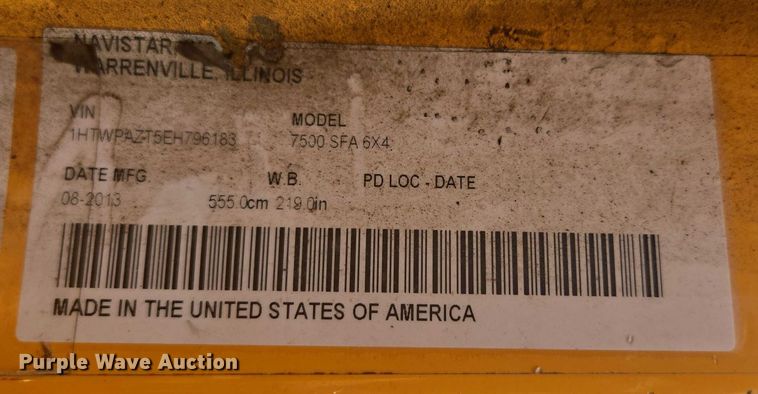 NAVISTAR
WARRENVILLE, ILLINOIS
VIN MODEL
1HTWPAZT5EH796183 7500 SFA 6X4
DATE MFG. W.B. PD LOC - DATE
08-2013 555.0cm 219.0in
MADE IN THE UNITED STATES OF AMERICA
Purple Wave Auction